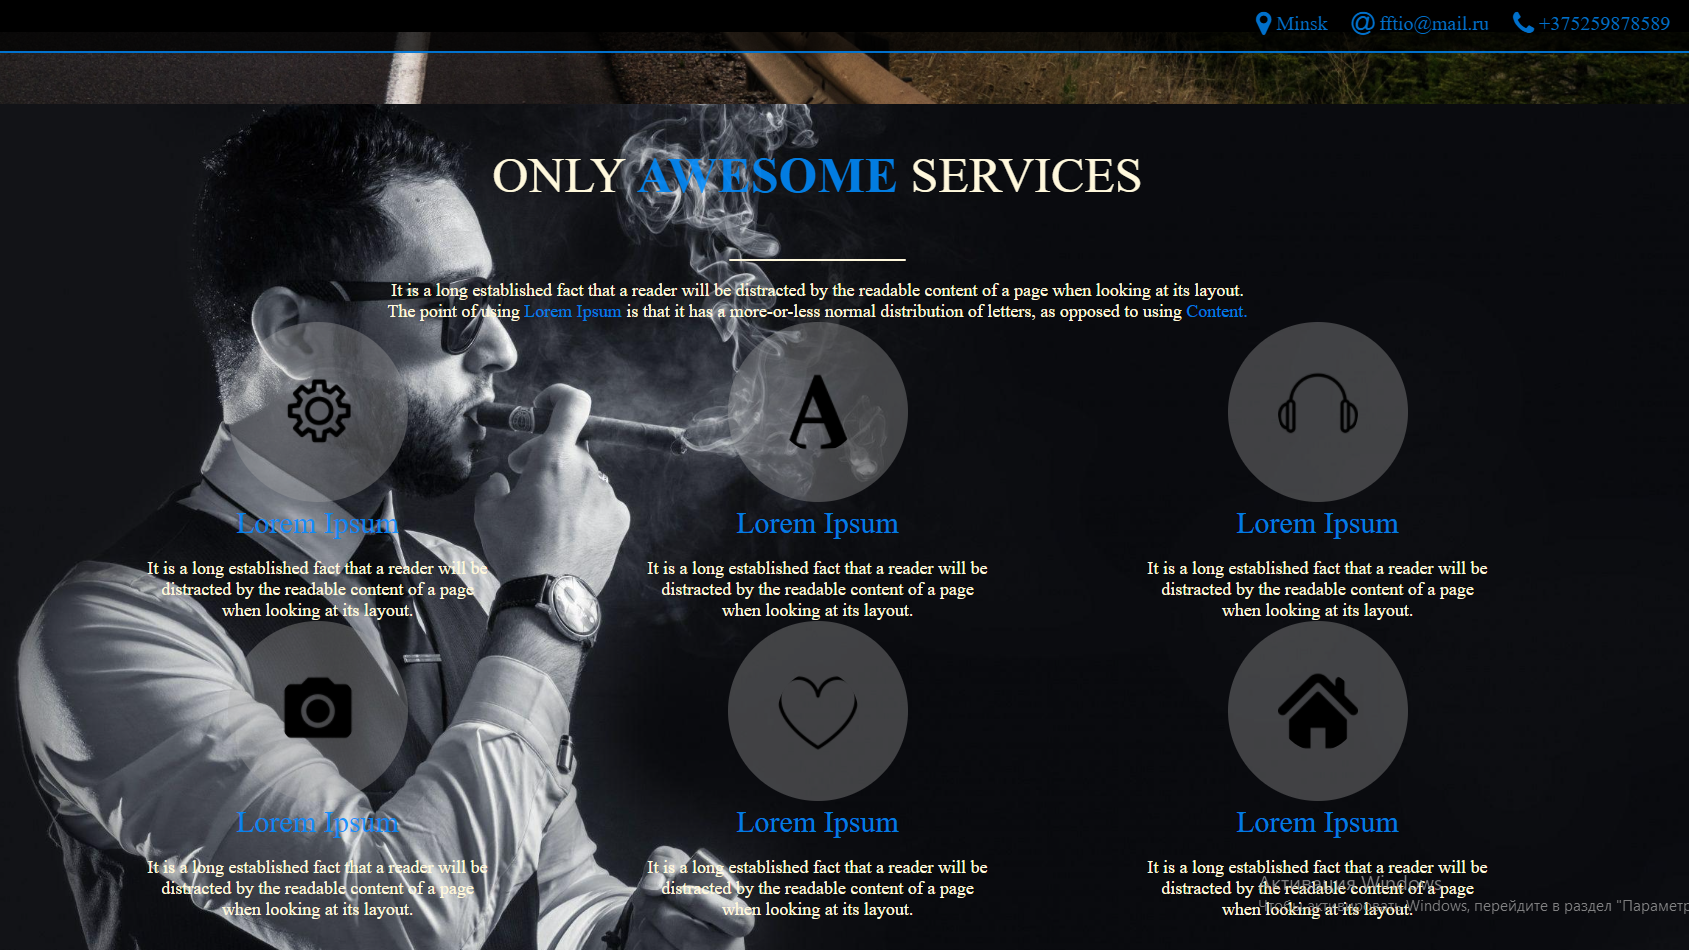 Minsk fftio@mail.ru +375259878589
ONLY AWESOME SERVICES
It is a long established fact that a reader will be distracted by the readable content of a page when looking at its layout.
The point of using Lorem Ipsum is that it has a more-or-less normal distribution of letters, as opposed to using Content.
A
Lorem Ipsum
It is a long established fact that a reader will be
distracted by the readable content of a page
when looking at its layout.
Lorem Ipsum
It is a long established fact that a reader will be
distracted by the readable content of a page
when looking at its layout.
Lorem Ipsum
It is a long established fact that a reader will be
distracted by the readable content of a page
when looking at its layout.
Lorem Ipsum
It is a long established fact that a reader will be
distracted by the readable content of a page
when looking at its layout.
Lorem Ipsum
It is a long established fact that a reader will be
distracted by the readable content of a page
when looking at its layout.
Lorem Ipsum
It is a long established fact that a reader will be
distracted by the readable content of a page
when looking at its layout.
Активация Windows
Чтобы активировать Windows, перейдите в раздел "Параметр